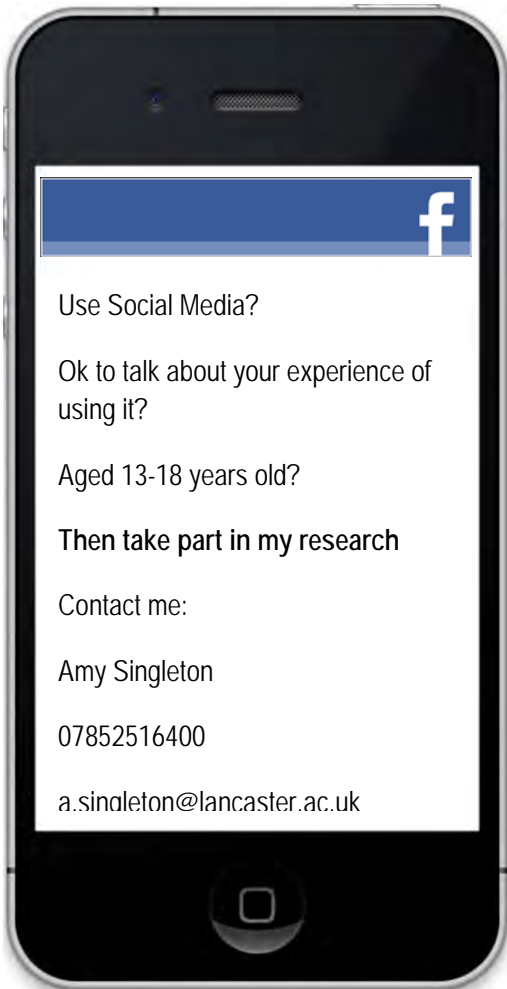 f
Use Social Media?
Ok to talk about your experience of
using it?
Aged 13-18 years old?
Then take part in my research
Contact me:
Amy Singleton
07852516400
a.singleton@lancaster.ac.uk